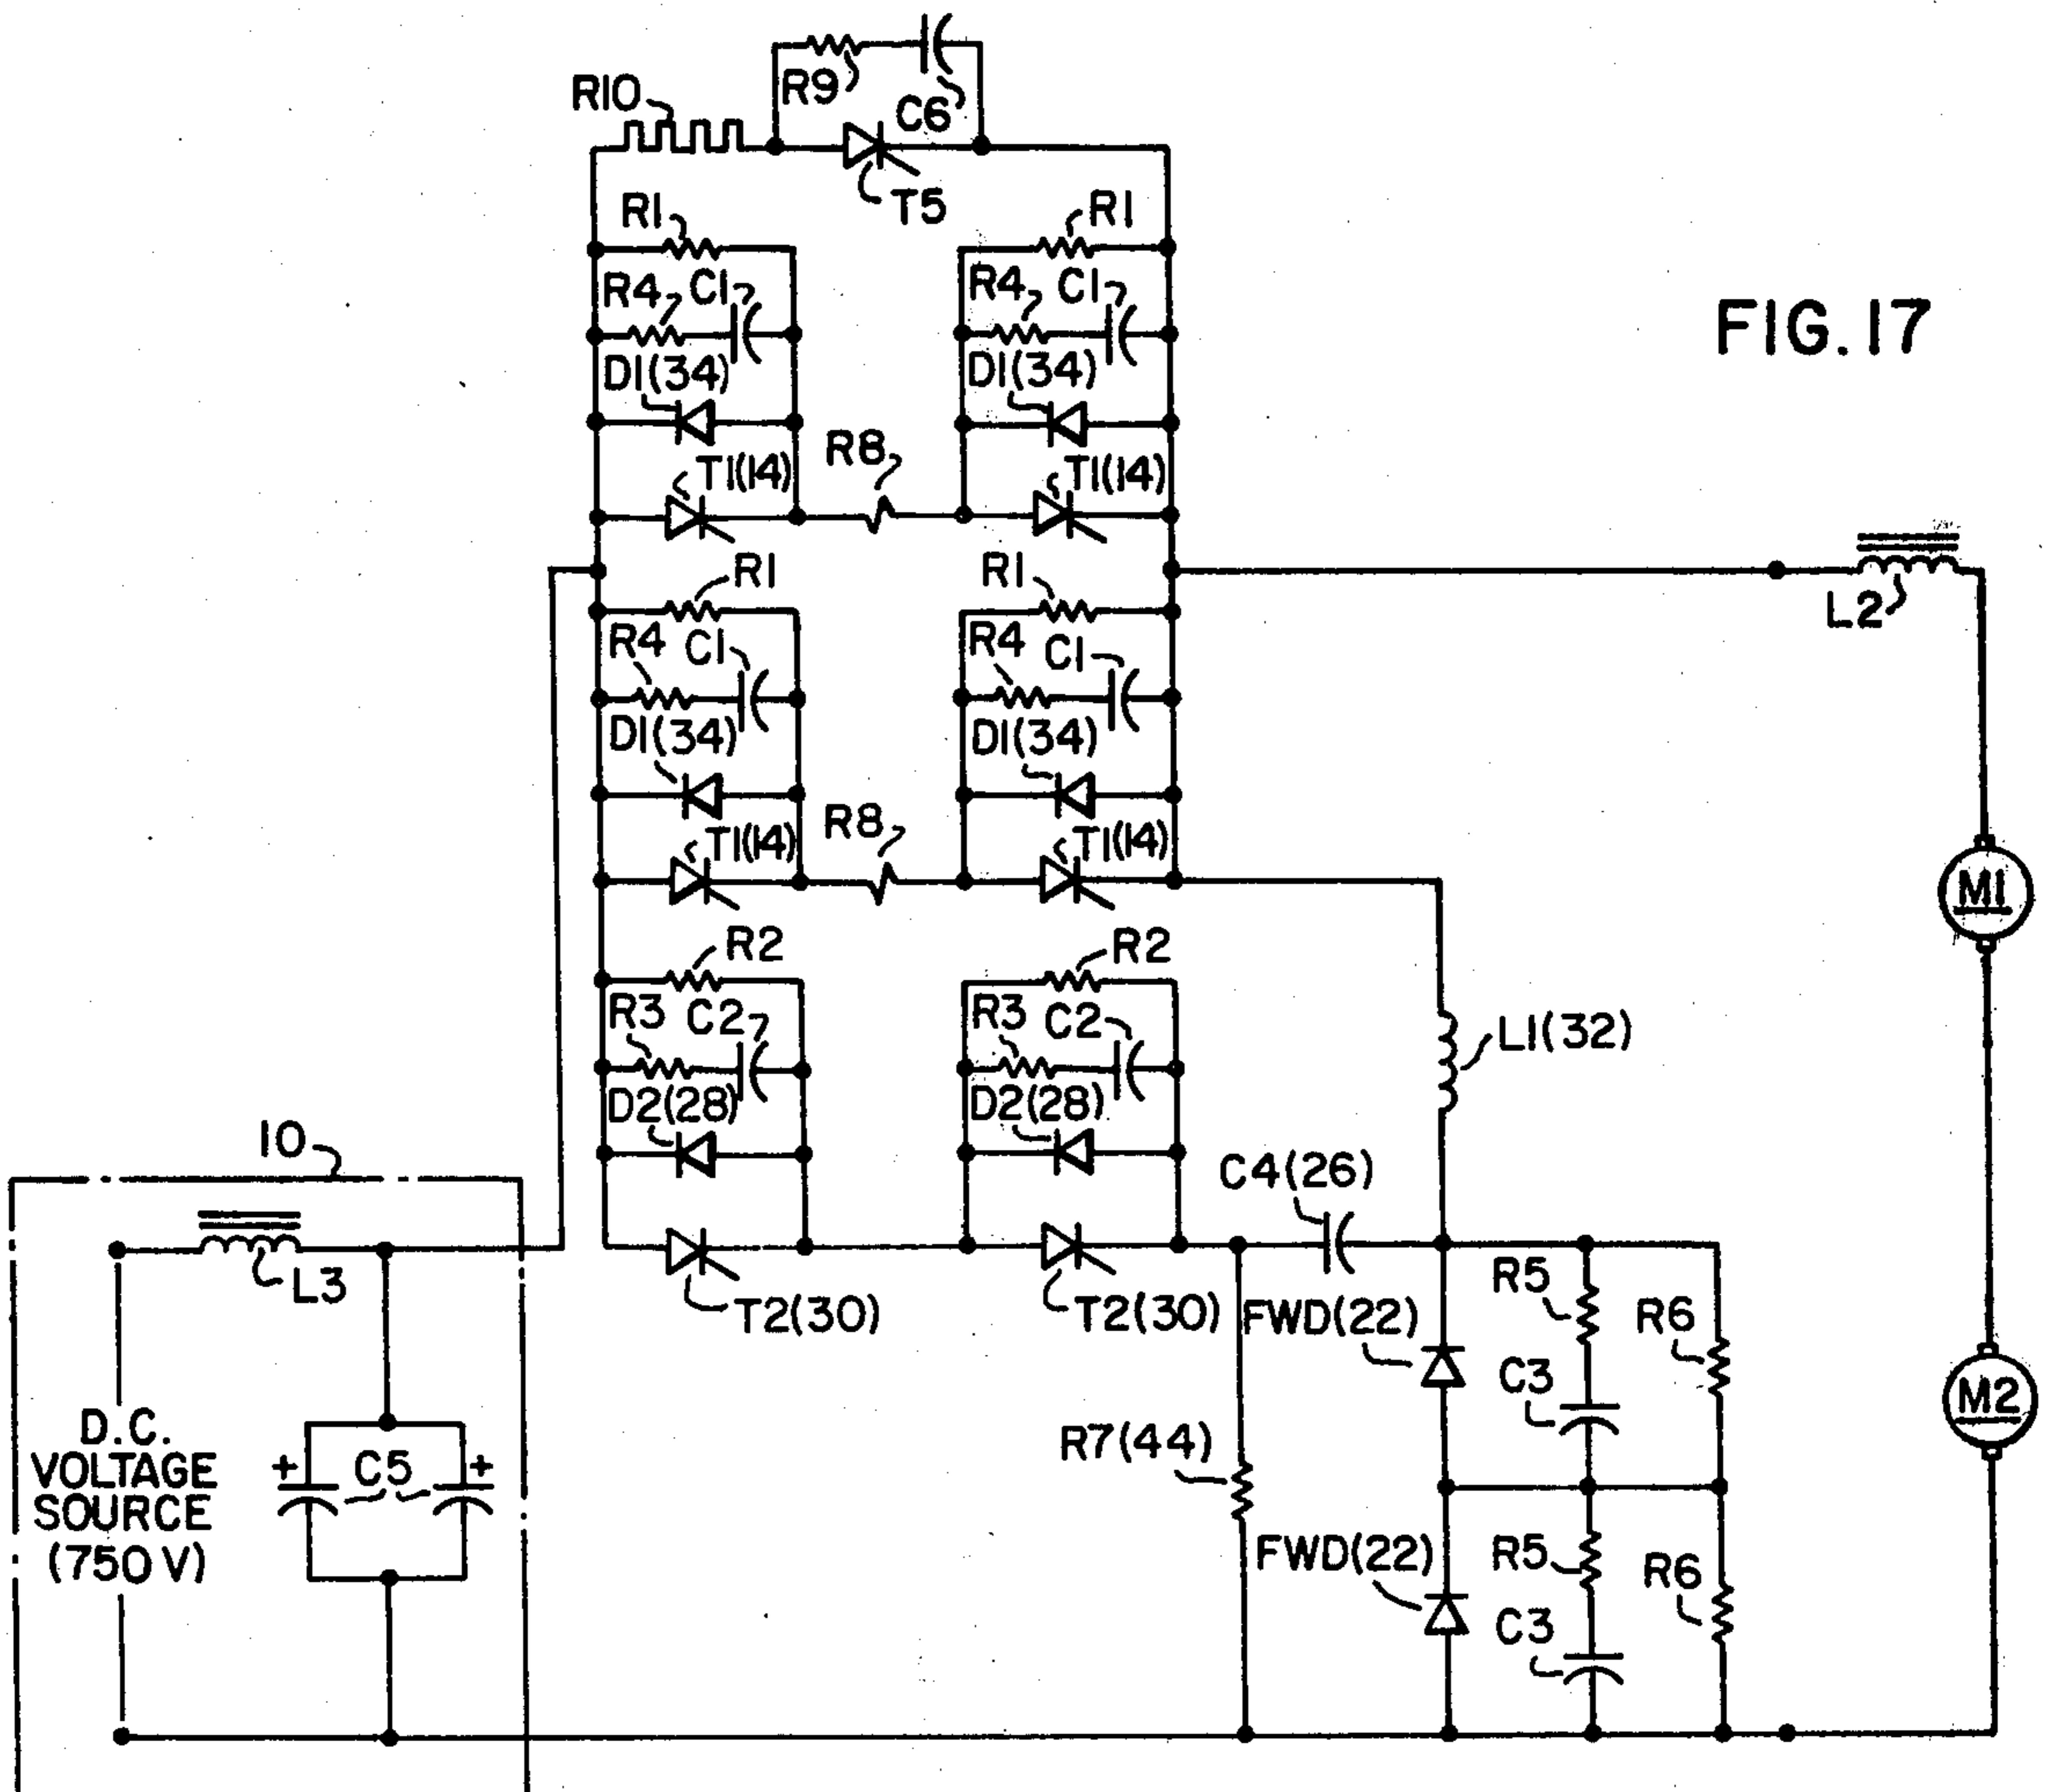 R9
C6
R10
T5
R1
R1
R4
C1
R4
C1
FIG. 17
D1(34)
D1(34)
R8
T1(14)
T1(14)
R1
R1
L2
R4
C1
R4
C1
D1(34)
D1(34)
R8
T1(14)
T1(14)
M1
R2
R2
R3
C2
R3
C2
L1(32)
D2(28)
D2(28)
10
C4(26)
L3
T2(30)
T2(30)
FWD(22)
R5
R6
C3
M2
D.C.
VOLTAGE
SOURCE
(750 V)
+
C5
+
R7(44)
FWD(22)
R5
R6
C3